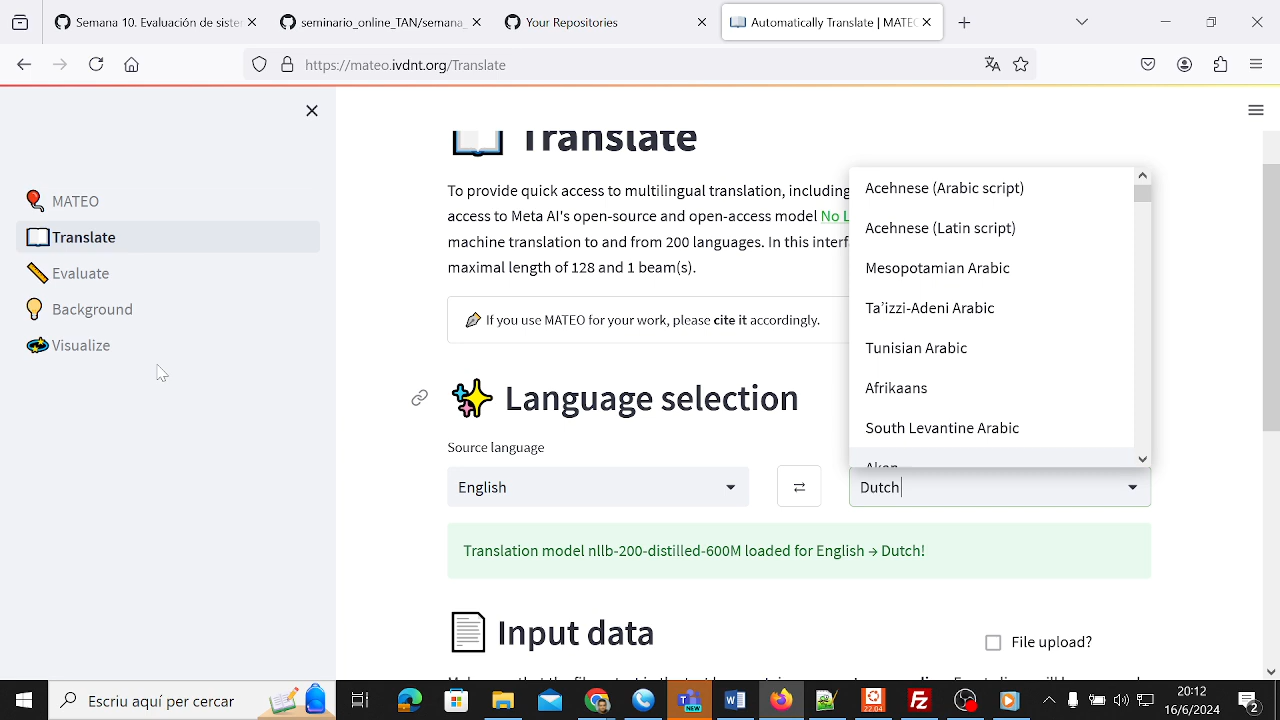 Semana 10. Evaluación de siste
seminario_online_TAN/semana_
Your Repositories
Automatically Translate | MATEO
https://mateo.ivdnt.org/Translate
MATEO
Translate
Evaluate
Background
Visualize
Translate
To provide quick access to multilingual translation, including
access to Meta AI's open-source and open-access model No L
machine translation to and from 200 languages. In this interf
maximal length of 128 and 1 beam(s).
If you use MATEO for your work, please cite it accordingly.
Language selection
Source language
English
Acehnese (Arabic script)
Acehnese (Latin script)
Mesopotamian Arabic
Ta'izzi-Adeni Arabic
Tunisian Arabic
Afrikaans
South Levantine Arabic
Akan
Dutch
Translation model nllb-200-distilled-600M loaded for English → Dutch!
Input data
File upload?
Escriu aquí per cercar
NEW
22.04
20:12
16/6/2024
2